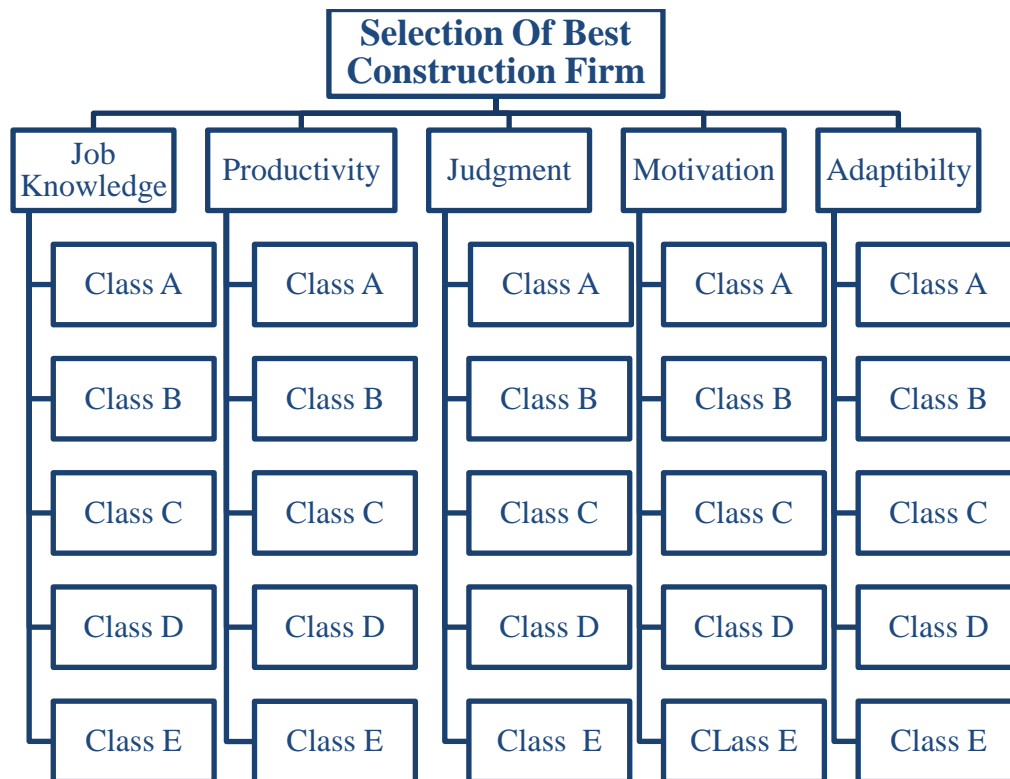 Selection Of Best
Construction Firm
Job
Knowledge
Productivity
Judgment
Motivation
Adaptibilty
Class A
Class A
Class A
Class A
Class A
Class B
Class B
Class B
Class B
Class B
Class C
Class C
Class C
Class C
Class C
Class D
Class D
Class D
Class D
Class D
Class E
Class E
Class  E
CLass E
Class E